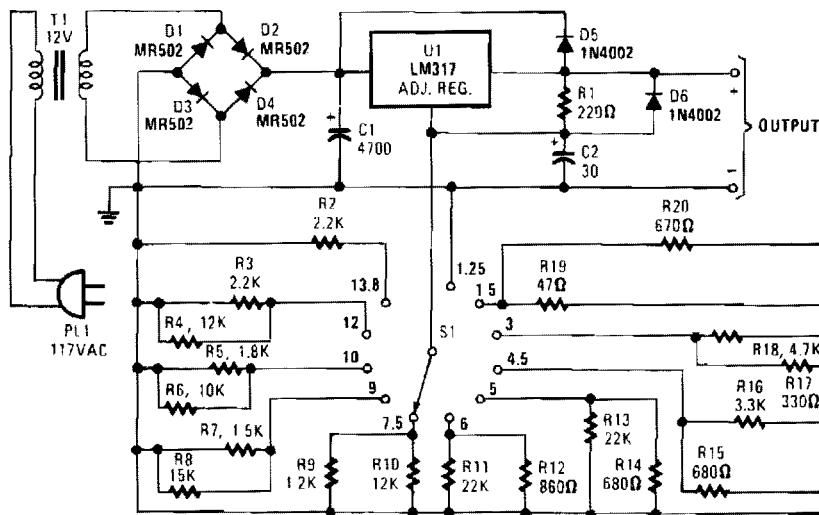 T1
12V
D1
MR502
D2
MR502
D3
MR502
D4
MR502
U1
LM317
ADJ. REG.
D5
1N4002
R1
220Ω
D6
1N4002
+
C1
4700
+
C2
30
+
OUTPUT
PL1
117VAC
R2
2.2K
R3
2.2K
R4, 12K
R5, 1.8K
R6, 10K
R7, 1.5K
R8
15K
R9
1.2K
R10
12K
R11
22K
R12
860Ω
R13
22K
R14
680Ω
R15
680Ω
R16
3.3K
R17
330Ω
R18, 4.7K
R19
47Ω
R20
670Ω
S1
13.8
12
10
9
7.5
6
5
4.5
3
1.5
1.25